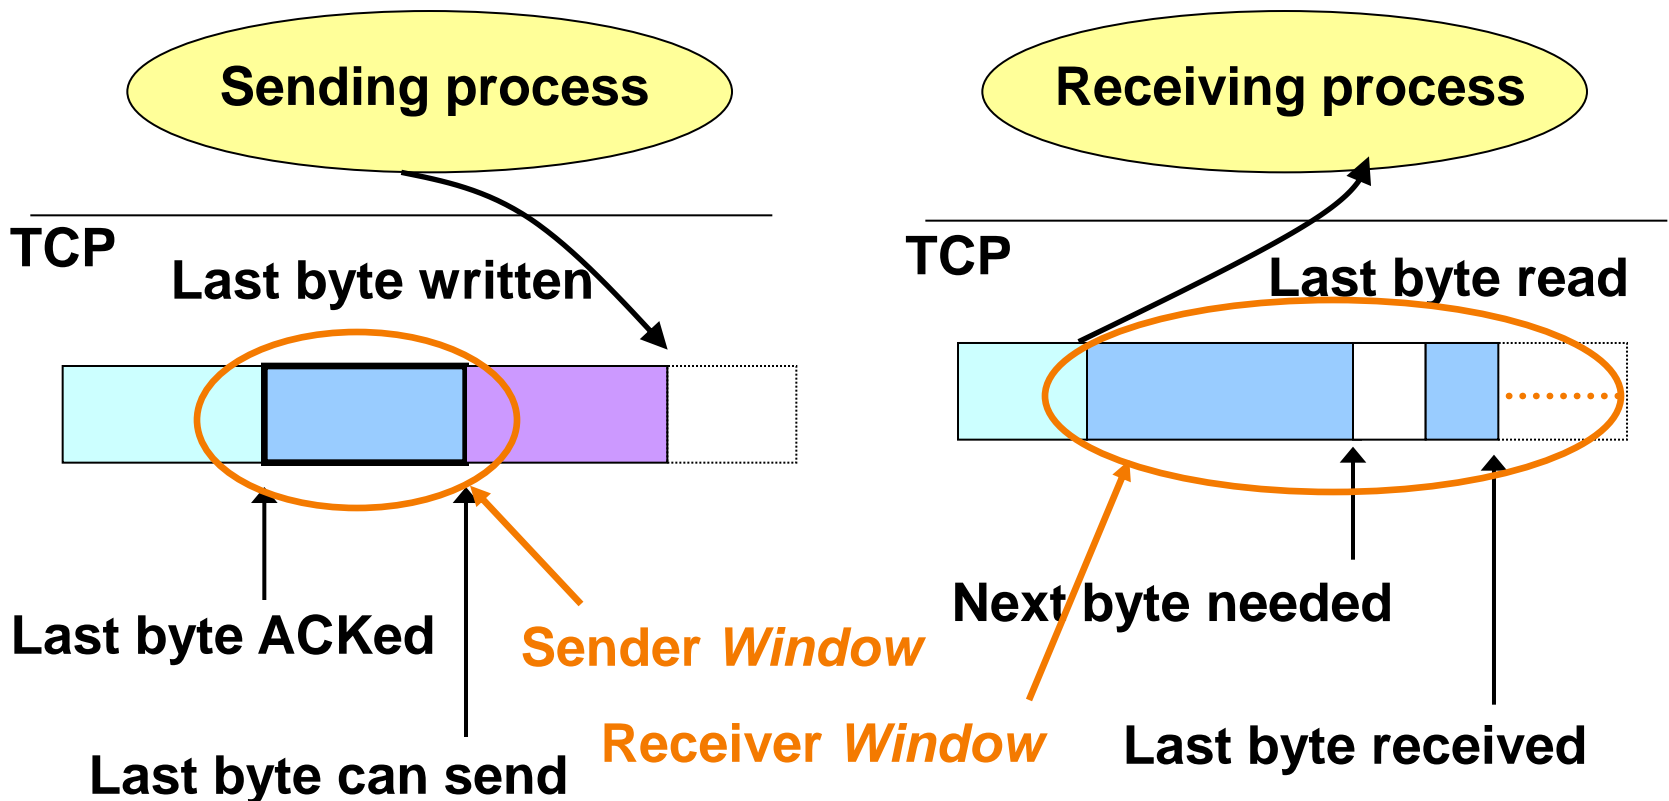 Sending process
TCP
Last byte written
Last byte ACKed
Last byte can send
Sender Window
Receiving process
TCP
Last byte read
Next byte needed
Receiver Window
Last byte received